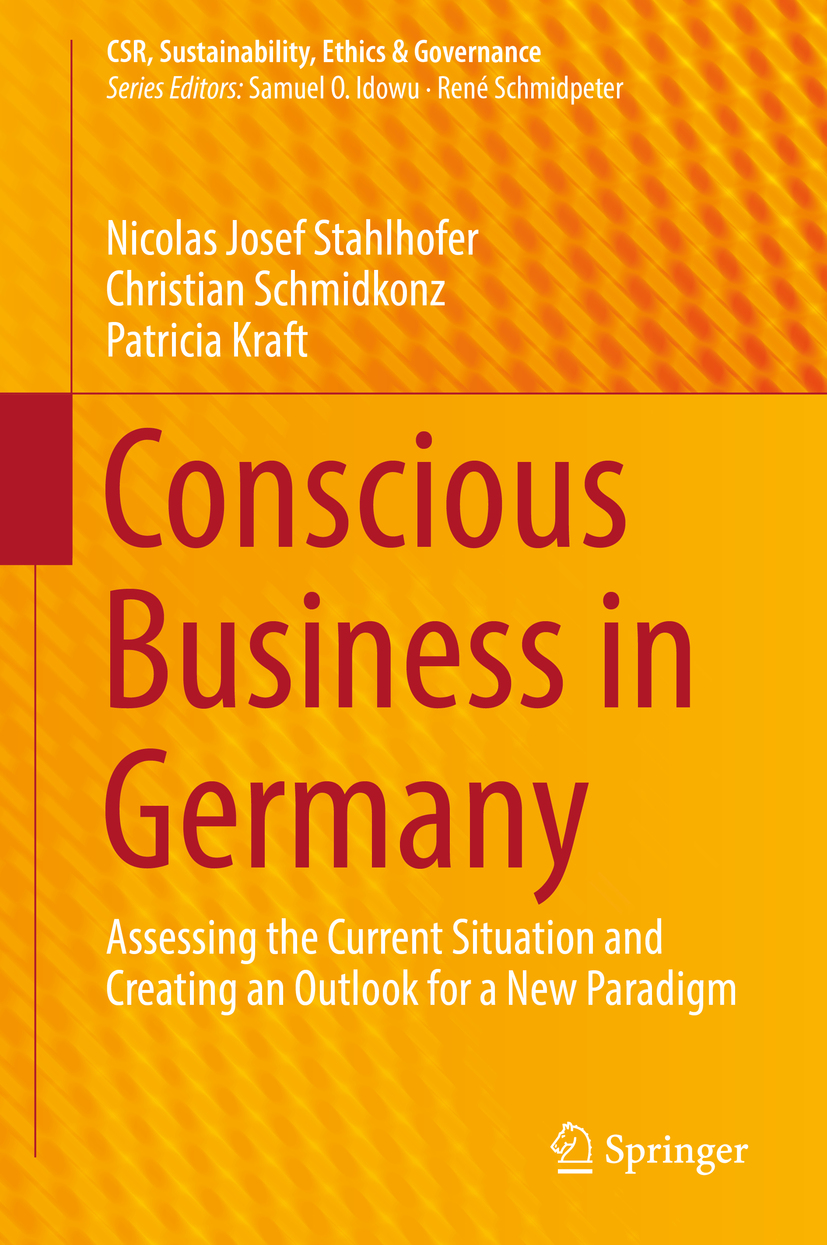 CSR, Sustainability, Ethics & Governance
Series Editors: Samuel O. Idowu · René Schmidpeter
Nicolas Josef Stahlhofer
Christian Schmidkonz
Patricia Kraft
Conscious
Business in
Germany
Assessing the Current Situation and
Creating an Outlook for a New Paradigm
Springer